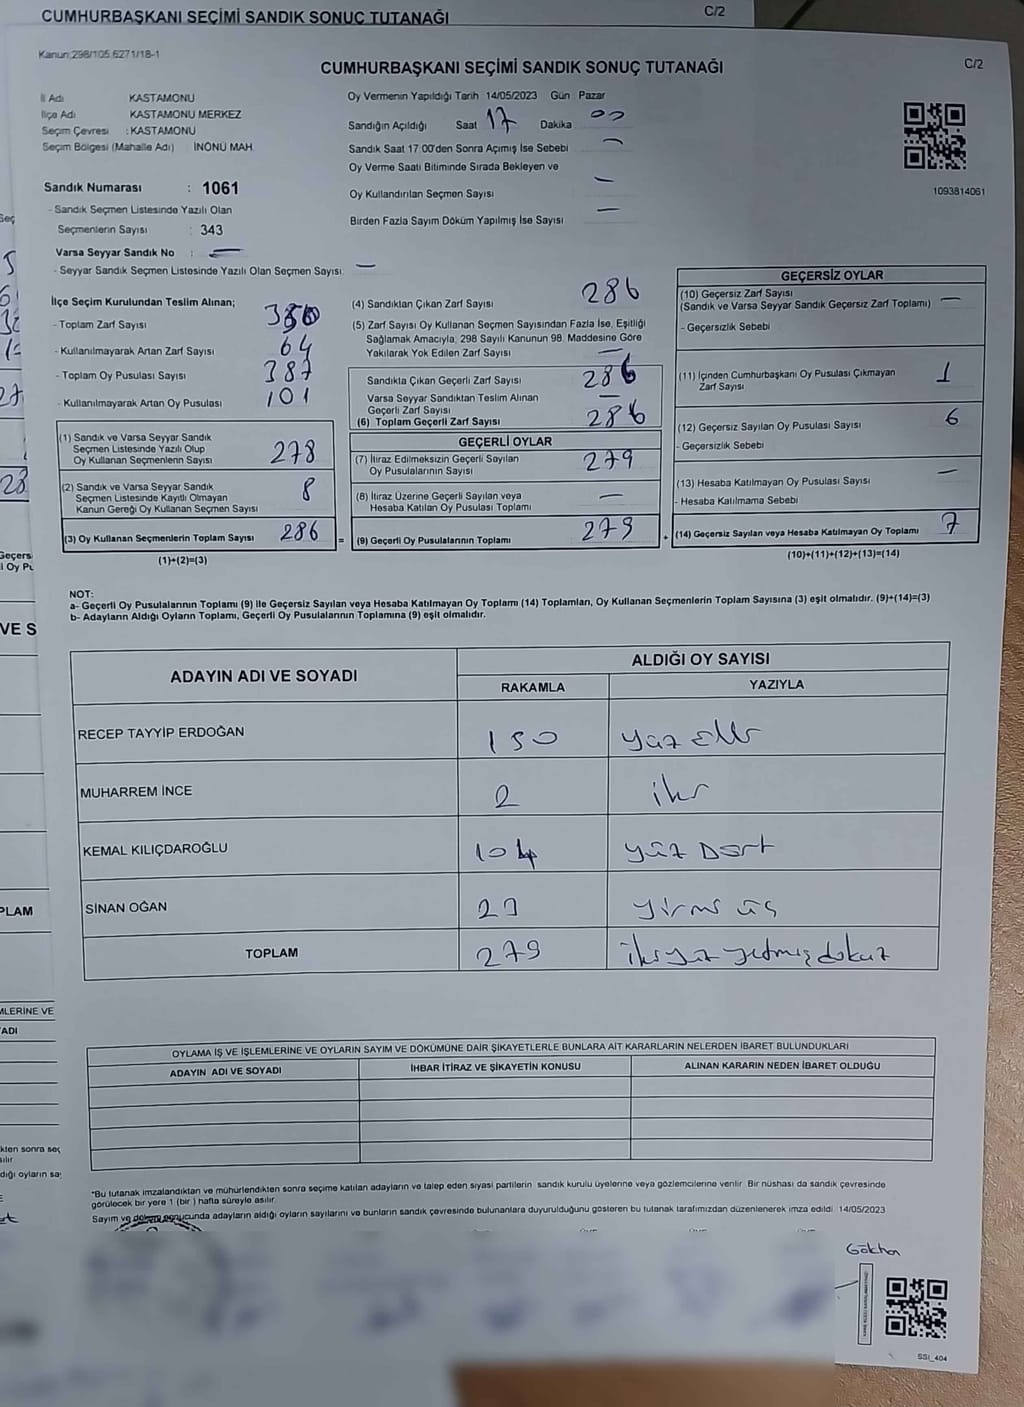 CUMHURBAŞKANI SEÇİMİ SANDIK SONUÇ TUTANAĞI
C/2
Kanun:298/105,6271/18-1
CUMHURBAŞKANI SEÇİMİ SANDIK SONUÇ TUTANAĞI
C/2
İl Adı KASTAMONU
İlçe Adı KASTAMONU MERKEZ
Seçim Çevresi : KASTAMONU
Seçim Bölgesi (Mahalle Adı) İNÖNÜ MAH.
Sandık Numarası : 1061
- Sandık Seçmen Listesinde Yazılı Olan
Seçmenlerin Sayısı : 343
Varsa Seyyar Sandık No : —
- Seyyar Sandık Seçmen Listesinde Yazılı Olan Seçmen Sayısı: —
Oy Vermenin Yapıldığı Tarih 14/05/2023 Gün Pazar
Sandığın Açıldığı Saat 17 Dakika 00
Sandık Saat 17:00'den Sonra Açımış İse Sebebi —
Oy Verme Saati Bitiminde Sırada Bekleyen ve
Oy Kullandırılan Seçmen Sayısı —
Birden Fazla Sayım Döküm Yapılmış İse Sayısı —
1093814061
İlçe Seçim Kurulundan Teslim Alınan;
- Toplam Zarf Sayısı 350
- Kullanılmayarak Artan Zarf Sayısı 64
- Toplam Oy Pusulası Sayısı 387
- Kullanılmayarak Artan Oy Pusulası 101
(1) Sandık ve Varsa Seyyar Sandık
Seçmen Listesinde Yazılı Olup
Oy Kullanan Seçmenlerin Sayısı 278
(2) Sandık ve Varsa Seyyar Sandık
Seçmen Listesinde Kayıtlı Olmayan
Kanun Gereği Oy Kullanan Seçmen Sayısı 8
(3) Oy Kullanan Seçmenlerin Toplam Sayısı 286
(1)+(2)=(3)
=
(4) Sandıktan Çıkan Zarf Sayısı 286
(5) Zarf Sayısı Oy Kullanan Seçmen Sayısından Fazla İse, Eşitliği
Sağlamak Amacıyla, 298 Sayılı Kanunun 98. Maddesine Göre
Yakılarak Yok Edilen Zarf Sayısı —
Sandıkta Çıkan Geçerli Zarf Sayısı 286
Varsa Seyyar Sandıktan Teslim Alınan
Geçerli Zarf Sayısı —
(6) Toplam Geçerli Zarf Sayısı 286
GEÇERLİ OYLAR
(7) İtiraz Edilmeksizin Geçerli Sayılan
Oy Pusulalarının Sayısı 279
(8) İtiraz Üzerine Geçerli Sayılan veya
Hesaba Katılan Oy Pusulası Toplamı —
(9) Geçerli Oy Pusulalarının Toplamı 279
+
GEÇERSİZ OYLAR
(10) Geçersiz Zarf Sayısı
(Sandık ve Varsa Seyyar Sandık Geçersiz Zarf Toplamı) —
- Geçersizlik Sebebi
(11) İçinden Cumhurbaşkanı Oy Pusulası Çıkmayan
Zarf Sayısı 1
(12) Geçersiz Sayılan Oy Pusulası Sayısı 6
- Geçersizlik Sebebi
(13) Hesaba Katılmayan Oy Pusulası Sayısı —
- Hesaba Katılmama Sebebi
(14) Geçersiz Sayılan veya Hesaba Katılmayan Oy Toplamı 7
(10)+(11)+(12)+(13)=(14)
NOT:
a- Geçerli Oy Pusulalarının Toplamı (9) ile Geçersiz Sayılan veya Hesaba Katılmayan Oy Toplamı (14) Toplamları, Oy Kullanan Seçmenlerin Toplam Sayısına (3) eşit olmalıdır. (9)+(14)=(3)
b- Adayların Aldığı Oyların Toplamı, Geçerli Oy Pusulalarının Toplamına (9) eşit olmalıdır.
ADAYIN ADI VE SOYADI
ALDIĞI OY SAYISI
RAKAMLA YAZIYLA
RECEP TAYYİP ERDOĞAN 150 yüz elli
MUHARREM İNCE 2 iki
KEMAL KILIÇDAROĞLU 104 yüz Dört
SİNAN OĞAN 23 yirmi üç
TOPLAM 279 ikiyüz yetmiş dokuz
OYLAMA İŞ VE İŞLEMLERİNE VE OYLARIN SAYIM VE DÖKÜMÜNE DAİR ŞİKAYETLERLE BUNLARA AİT KARARLARIN NELERDEN İBARET BULUNDUKLARI
ADAYIN ADI VE SOYADI İHBAR İTİRAZ VE ŞİKAYETİN KONUSU ALINAN KARARIN NEDEN İBARET OLDUĞU
*Bu tutanak imzalandıktan ve mühürlendikten sonra seçime katılan adayların ve talep eden siyasi partilerin sandık kurulu üyelerine veya gözlemcilerine verilir. Bir nüshası da sandık çevresinde
görülecek bir yere 1 (bir ) hafta süreyle asılır.
Sayım ve döküm sonucunda adayların aldığı oyların sayılarını ve bunların sandık çevresinde bulunanlara duyurulduğunu gösteren bu tutanak tarafımızdan düzenlenerek imza edildi. 14/05/2023
Gökhan
SSI_404